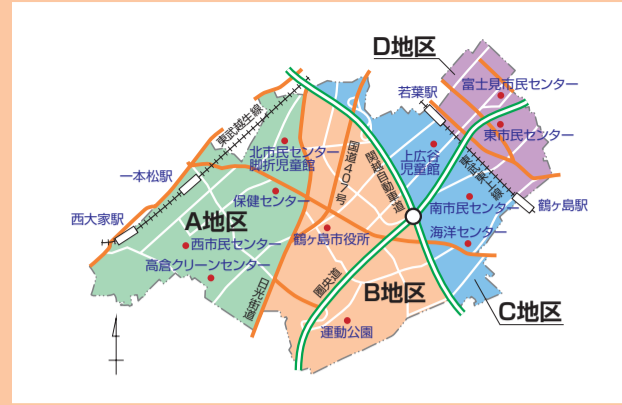 D地区
富士見市民センター
若葉駅
東市民センター
東武越生線
北市民センター
脚折児童館
国道407号
関越自動車道
上広谷
児童館
東武東上線
一本松駅
保健センター
南市民センター
鶴ヶ島駅
西大家駅
A地区
鶴ヶ島市役所
海洋センター
西市民センター
高倉クリーンセンター
日光街道
圏央道
B地区
C地区
運動公園